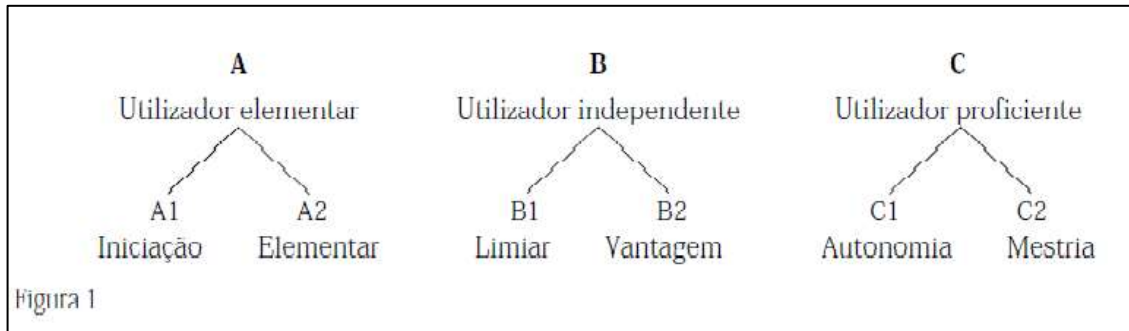 A B C
Utilizador elementar Utilizador independente Utilizador proficiente
A1 A2 B1 B2 C1 C2
Iniciação Elementar Limiar Vantagem Autonomia Mestria
Figura 1